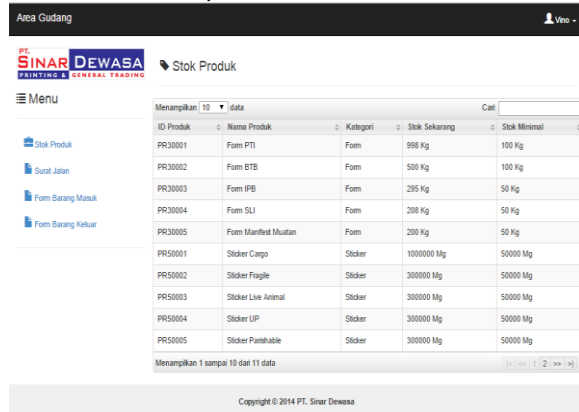 Area Gudang
Vino
PT.
SINAR DEWASA
PRINTING & GENERAL TRADING
Stok Produk
Menu
Menampilkan 10 data
Cari:
ID Produk Nama Produk Kategori Stok Sekarang Stok Minimal
Stok Produk
Surat Jalan
Form Barang Masuk
Form Barang Keluar
PR30001 Form PTI Form 998 Kg 100 Kg
PR30002 Form BTB Form 500 Kg 100 Kg
PR30003 Form IPB Form 295 Kg 50 Kg
PR30004 Form SLI Form 208 Kg 50 Kg
PR30005 Form Manifest Muatan Form 200 Kg 50 Kg
PR50001 Sticker Cargo Sticker 1000000 Mg 50000 Mg
PR50002 Sticker Fragile Sticker 300000 Mg 50000 Mg
PR50003 Sticker Live Animal Sticker 300000 Mg 50000 Mg
PR50004 Sticker UP Sticker 300000 Mg 50000 Mg
PR50005 Sticker Parishable Sticker 300000 Mg 50000 Mg
Menampilkan 1 sampai 10 dari 11 data
|< << 1 2 >> >|
Copyright © 2014 PT. Sinar Dewasa